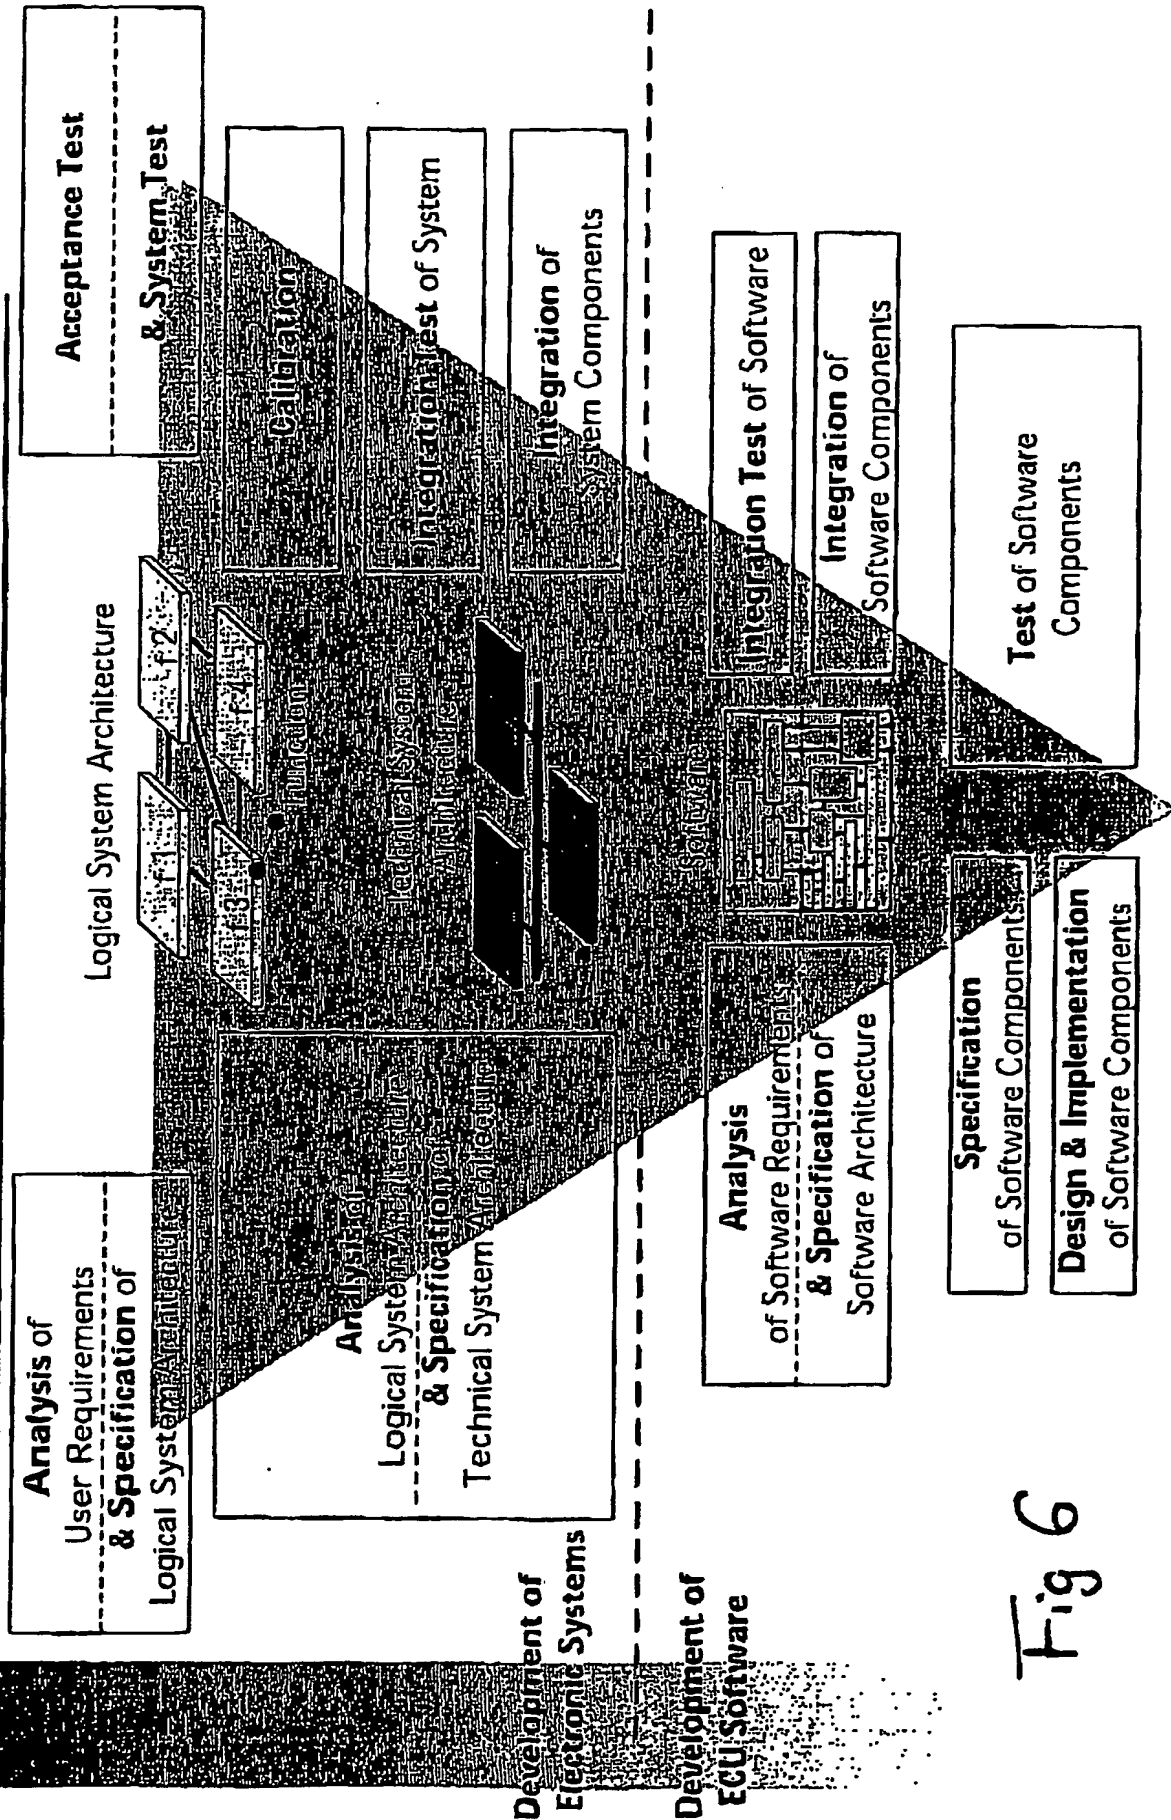 Analysis of
User Requirements
& Specification of
Logical System Architecture
Logical System Architecture
Acceptance Test
& System Test
f1
f2
f3
f4
Function
Calibration
Analysis of
Logical System Architecture
& Specification of
Technical System Architecture
Technical System
Architecture
Integration Test of System
Integration of
System Components
Development of
Electronic Systems
Development of
ECU Software
Analysis
of Software Requirements
& Specification of
Software Architecture
Software
Integration Test of Software
Integration of
Software Components
Specification
of Software Components
Design & Implementation
of Software Components
Test of Software
Components
Fig 6